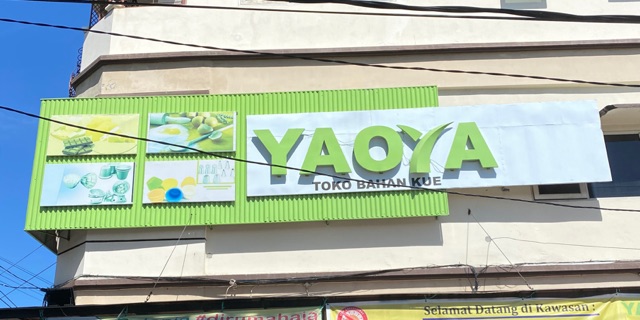 YAOYA
TOKO BAHAN KUE
Selamat Datang di Kawasan :